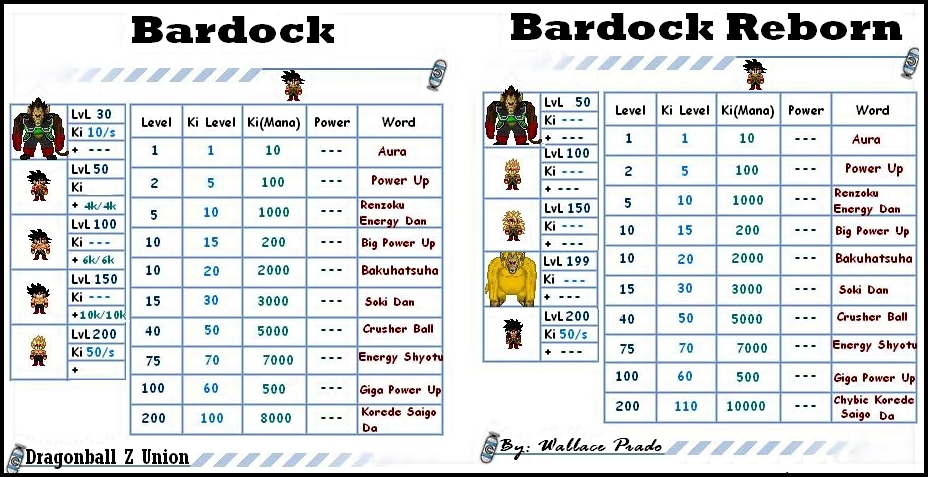 Bardock
LvL 30
Ki 10/s
+ ---
LvL 50
Ki
+ 4k/4k
LvL 100
Ki ---
+ 6k/6k
LvL 150
Ki ---
+10k/10k
LvL 200
Ki 50/s
+
Level Ki Level Ki(Mana) Power Word
1 1 10 --- Aura
2 5 100 --- Power Up
5 10 1000 --- Renzoku
Energy Dan
10 15 200 --- Big Power Up
10 20 2000 --- Bakuhatsuha
15 30 3000 --- Soki Dan
40 50 5000 --- Crusher Ball
75 70 7000 --- Energy Shyotu
100 60 500 --- Giga Power Up
200 100 8000 --- Korede Saigo
Da
Dragonball Z Union
Bardock Reborn
LvL 50
Ki ---
+ ---
LvL 100
Ki ---
+ ---
LvL 150
Ki ---
+ ---
LvL 199
Ki ---
+ ---
LvL 200
Ki 50/s
+ ---
Level Ki Level Ki(Mana) Power Word
1 1 10 --- Aura
2 5 100 --- Power Up
5 10 1000 --- Renzoku
Energy Dan
10 15 200 --- Big Power Up
10 20 2000 --- Bakuhatsuha
15 30 3000 --- Soki Dan
40 50 5000 --- Crusher Ball
75 70 7000 --- Energy Shyotu
100 60 500 --- Giga Power Up
200 110 10000 --- Chybic Korede
Saigo Da
By: Wallace Prado